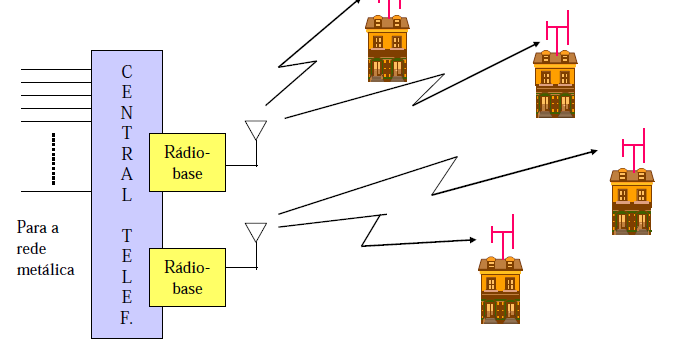 C
E
N
T
R
A
L
T
E
L
E
F.
Rádio-
base
Rádio-
base
Para a
rede
metálica